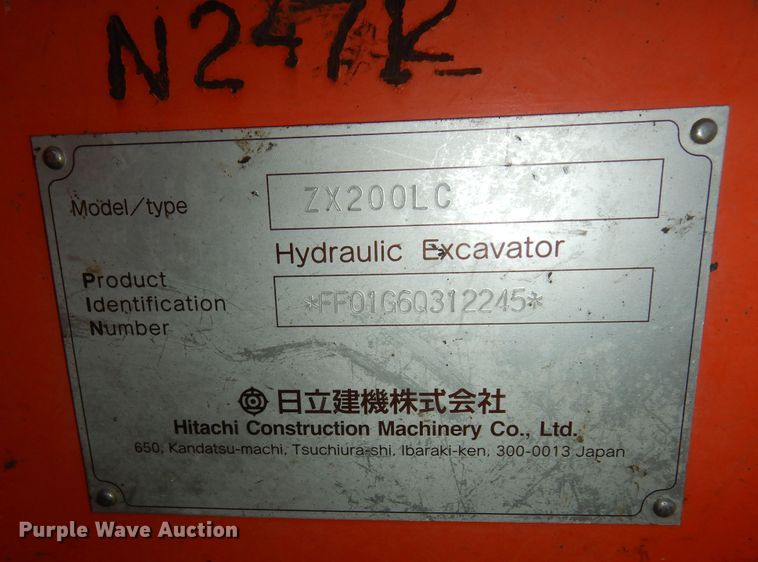 N247R
Model/type
ZX200LC
Hydraulic Excavator
Product
Identification
Number
*FF01G6Q312245*
日立建機株式会社
Hitachi Construction Machinery Co., Ltd.
650, Kandatsu-machi, Tsuchiura-shi, Ibaraki-ken, 300-0013 Japan
Purple Wave Auction